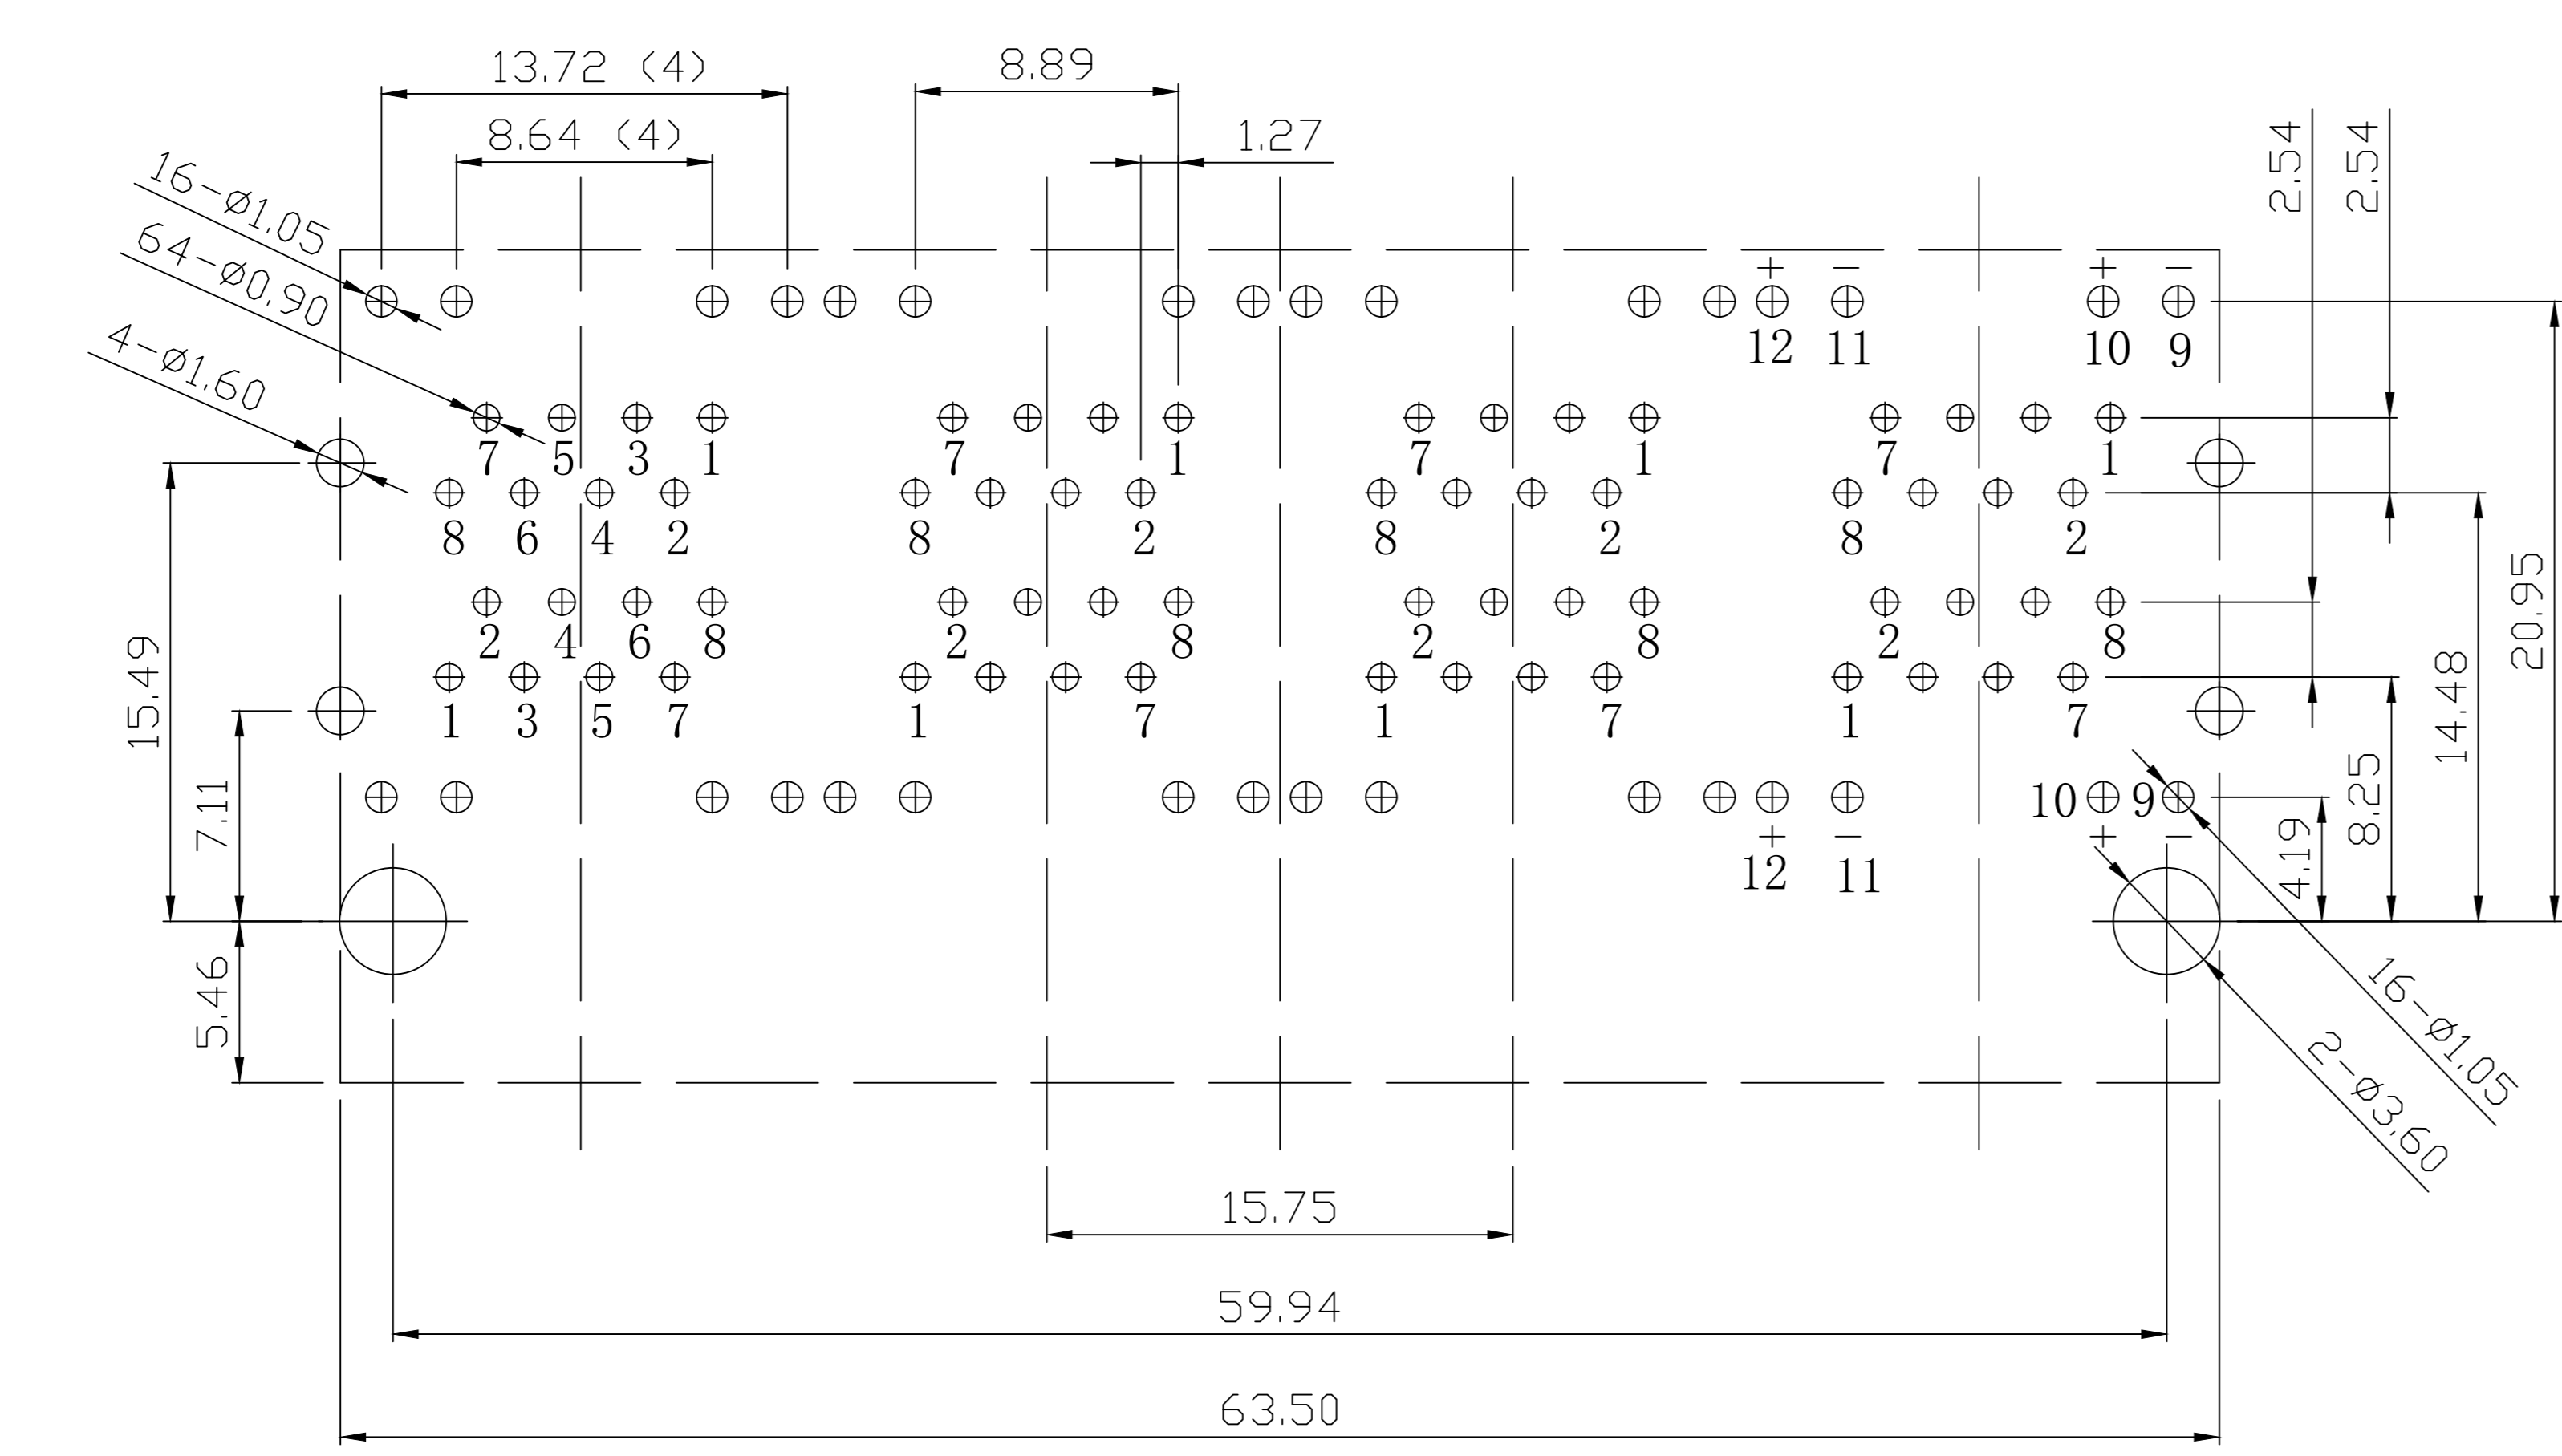 13.72 (4)
8.89
8.64 (4)
1.27
2.54
2.54
16-ø1.05
64-ø0.90
4-ø1.60
+ − + −
12 11 10 9
7 5 3 1 7 1 7 1 7 1
8 6 4 2 8 2 8 2 8 2
2 4 6 8 2 8 2 8 2 8
1 3 5 7 1 7 1 7 1 7
10 9
+ − + −
12 11
15.49
7.11
5.46
20.95
14.48
8.25
4.19
16-ø1.05
2-ø3.60
15.75
59.94
63.50